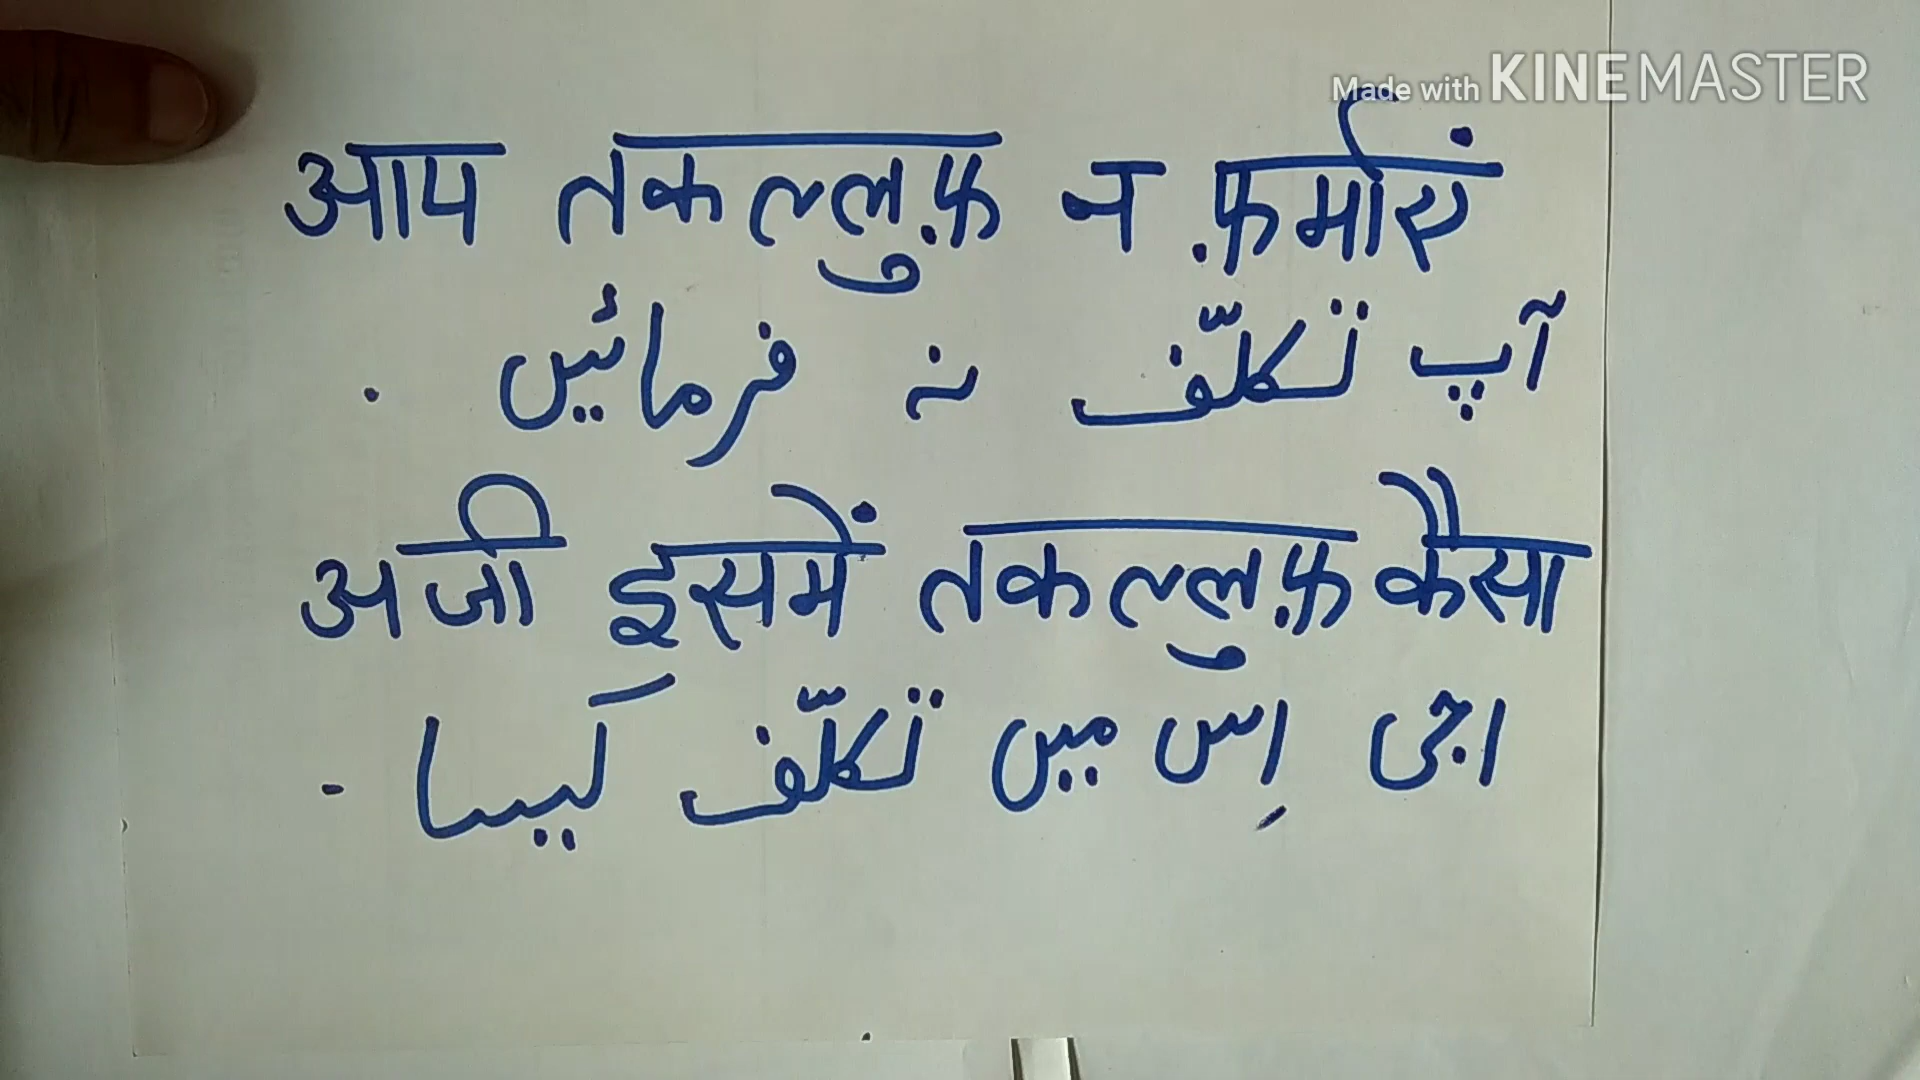 Made with KINEMASTER
आप तकल्लुफ़ न फ़र्माएं
آپ تکلّف نہ فرمائیں .
अजी इसमें तकल्लुफ़ कैसा
اجی اِس میں تکلّف کیسا -